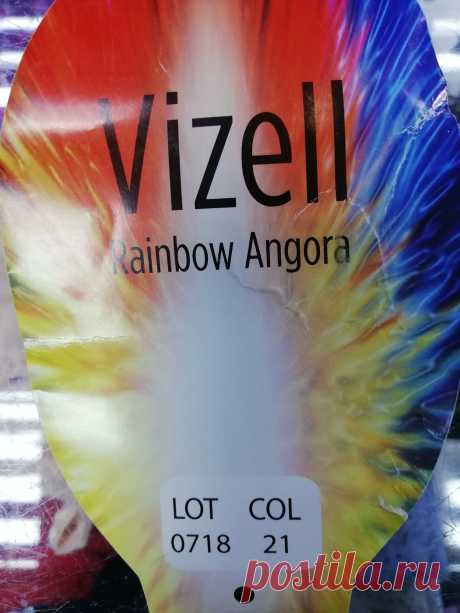 Vizell
Rainbow Angora
LOT COL
0718 21
postila.ru